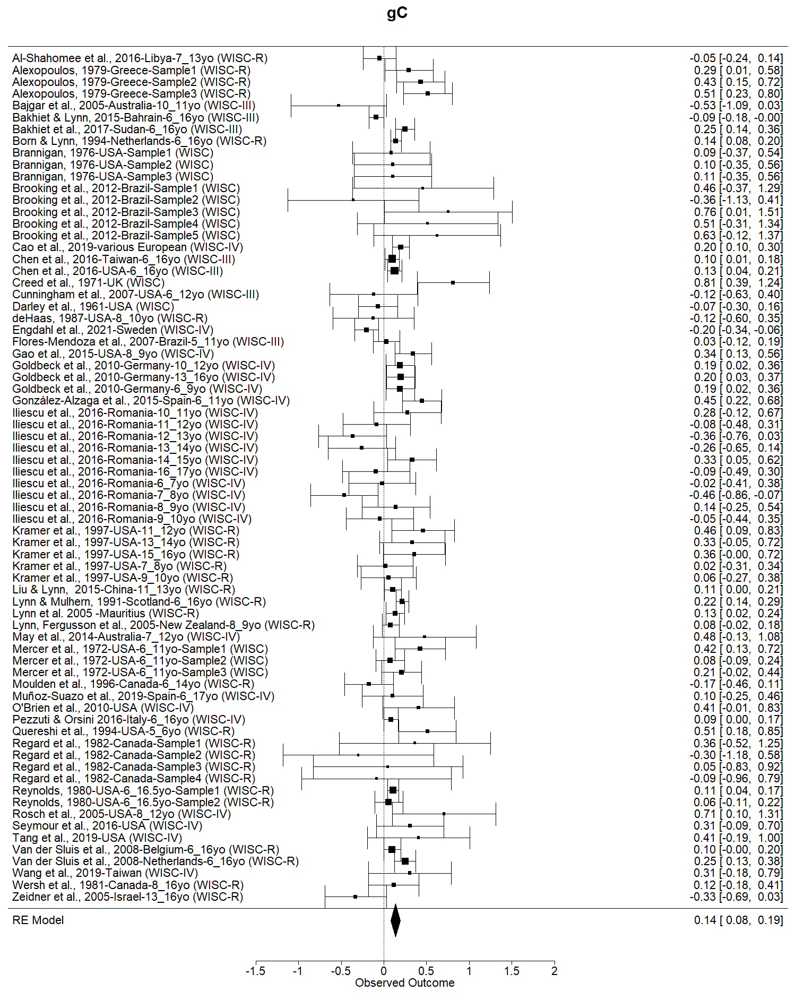 gC
Al-Shahomee et al., 2016-Libya-7_13yo (WISC-R) -0.05 [-0.24, 0.14]
Alexopoulos, 1979-Greece-Sample1 (WISC-R) 0.29 [ 0.01, 0.58]
Alexopoulos, 1979-Greece-Sample2 (WISC-R) 0.43 [ 0.15, 0.72]
Alexopoulos, 1979-Greece-Sample3 (WISC-R) 0.51 [ 0.23, 0.80]
Bajgar et al., 2005-Australia-10_11yo (WISC-III) -0.53 [-1.09, 0.03]
Bakhiet & Lynn, 2015-Bahrain-6_16yo (WISC-III) -0.09 [-0.18, -0.00]
Bakhiet et al., 2017-Sudan-6_16yo (WISC-III) 0.25 [ 0.14, 0.36]
Born & Lynn, 1994-Netherlands-6_16yo (WISC-R) 0.14 [ 0.08, 0.20]
Brannigan, 1976-USA-Sample1 (WISC) 0.09 [-0.37, 0.54]
Brannigan, 1976-USA-Sample2 (WISC) 0.10 [-0.35, 0.56]
Brannigan, 1976-USA-Sample3 (WISC) 0.11 [-0.35, 0.56]
Brooking et al., 2012-Brazil-Sample1 (WISC) 0.46 [-0.37, 1.29]
Brooking et al., 2012-Brazil-Sample2 (WISC) -0.36 [-1.13, 0.41]
Brooking et al., 2012-Brazil-Sample3 (WISC) 0.76 [ 0.01, 1.51]
Brooking et al., 2012-Brazil-Sample4 (WISC) 0.51 [-0.31, 1.34]
Brooking et al., 2012-Brazil-Sample5 (WISC) 0.63 [-0.12, 1.37]
Cao et al., 2019-various European (WISC-IV) 0.20 [ 0.10, 0.30]
Chen et al., 2016-Taiwan-6_16yo (WISC-III) 0.10 [ 0.01, 0.18]
Chen et al., 2016-USA-6_16yo (WISC-III) 0.13 [ 0.04, 0.21]
Creed et al., 1971-UK (WISC) 0.81 [ 0.39, 1.24]
Cunningham et al., 2007-USA-6_12yo (WISC-III) -0.12 [-0.63, 0.40]
Darley et al., 1961-USA (WISC) -0.07 [-0.30, 0.16]
deHaas, 1987-USA-8_10yo (WISC-R) -0.12 [-0.60, 0.35]
Engdahl et al., 2021-Sweden (WISC-IV) -0.20 [-0.34, -0.06]
Flores-Mendoza et al., 2007-Brazil-5_11yo (WISC-III) 0.03 [-0.12, 0.19]
Gao et al., 2015-USA-8_9yo (WISC-IV) 0.34 [ 0.13, 0.56]
Goldbeck et al., 2010-Germany-10_12yo (WISC-IV) 0.19 [ 0.02, 0.36]
Goldbeck et al., 2010-Germany-13_16yo (WISC-IV) 0.20 [ 0.03, 0.37]
Goldbeck et al., 2010-Germany-6_9yo (WISC-IV) 0.19 [ 0.02, 0.36]
González-Alzaga et al., 2015-Spain-6_11yo (WISC-IV) 0.45 [ 0.22, 0.68]
Iliescu et al., 2016-Romania-10_11yo (WISC-IV) 0.28 [-0.12, 0.67]
Iliescu et al., 2016-Romania-11_12yo (WISC-IV) -0.08 [-0.48, 0.31]
Iliescu et al., 2016-Romania-12_13yo (WISC-IV) -0.36 [-0.76, 0.03]
Iliescu et al., 2016-Romania-13_14yo (WISC-IV) -0.26 [-0.65, 0.14]
Iliescu et al., 2016-Romania-14_15yo (WISC-IV) 0.33 [ 0.05, 0.62]
Iliescu et al., 2016-Romania-16_17yo (WISC-IV) -0.09 [-0.49, 0.30]
Iliescu et al., 2016-Romania-6_7yo (WISC-IV) -0.02 [-0.41, 0.38]
Iliescu et al., 2016-Romania-7_8yo (WISC-IV) -0.46 [-0.86, -0.07]
Iliescu et al., 2016-Romania-8_9yo (WISC-IV) 0.14 [-0.25, 0.54]
Iliescu et al., 2016-Romania-9_10yo (WISC-IV) -0.05 [-0.44, 0.35]
Kramer et al., 1997-USA-11_12yo (WISC-R) 0.46 [ 0.09, 0.83]
Kramer et al., 1997-USA-13_14yo (WISC-R) 0.33 [-0.05, 0.72]
Kramer et al., 1997-USA-15_16yo (WISC-R) 0.36 [-0.00, 0.72]
Kramer et al., 1997-USA-7_8yo (WISC-R) 0.02 [-0.31, 0.34]
Kramer et al., 1997-USA-9_10yo (WISC-R) 0.06 [-0.27, 0.38]
Liu & Lynn,  2015-China-11_13yo (WISC-R) 0.11 [ 0.00, 0.21]
Lynn & Mulhern, 1991-Scotland-6_16yo (WISC-R) 0.22 [ 0.14, 0.29]
Lynn et al. 2005 -Mauritius (WISC-R) 0.13 [ 0.02, 0.24]
Lynn, Fergusson et al., 2005-New Zealand-8_9yo (WISC-R) 0.08 [-0.02, 0.18]
May et al., 2014-Australia-7_12yo (WISC-IV) 0.48 [-0.13, 1.08]
Mercer et al., 1972-USA-6_11yo-Sample1 (WISC) 0.42 [ 0.13, 0.72]
Mercer et al., 1972-USA-6_11yo-Sample2 (WISC) 0.08 [-0.09, 0.24]
Mercer et al., 1972-USA-6_11yo-Sample3 (WISC) 0.21 [-0.02, 0.44]
Moulden et al., 1996-Canada-6_14yo (WISC-R) -0.17 [-0.46, 0.11]
Muñoz-Suazo et al., 2019-Spain-6_17yo (WISC-IV) 0.10 [-0.25, 0.46]
O'Brien et al., 2010-USA (WISC-IV) 0.41 [-0.01, 0.83]
Pezzuti & Orsini 2016-Italy-6_16yo (WISC-IV) 0.09 [ 0.00, 0.17]
Quereshi et al., 1994-USA-5_6yo (WISC-R) 0.51 [ 0.18, 0.85]
Regard et al., 1982-Canada-Sample1 (WISC-R) 0.36 [-0.52, 1.25]
Regard et al., 1982-Canada-Sample2 (WISC-R) -0.30 [-1.18, 0.58]
Regard et al., 1982-Canada-Sample3 (WISC-R) 0.05 [-0.83, 0.92]
Regard et al., 1982-Canada-Sample4 (WISC-R) -0.09 [-0.96, 0.79]
Reynolds, 1980-USA-6_16.5yo-Sample1 (WISC-R) 0.11 [ 0.04, 0.17]
Reynolds, 1980-USA-6_16.5yo-Sample2 (WISC-R) 0.06 [-0.11, 0.22]
Rosch et al., 2005-USA-8_12yo (WISC-IV) 0.71 [ 0.10, 1.31]
Seymour et al., 2016-USA (WISC-IV) 0.31 [-0.09, 0.70]
Tang et al., 2019-USA (WISC-IV) 0.41 [-0.19, 1.00]
Van der Sluis et al., 2008-Belgium-6_16yo (WISC-R) 0.10 [-0.00, 0.20]
Van der Sluis et al., 2008-Netherlands-6_16yo (WISC-R) 0.25 [ 0.13, 0.38]
Wang et al., 2019-Taiwan (WISC-IV) 0.31 [-0.18, 0.79]
Wersh et al., 1981-Canada-8_16yo (WISC-R) 0.12 [-0.18, 0.41]
Zeidner et al., 2005-Israel-13_16yo (WISC-R) -0.33 [-0.69, 0.03]
RE Model 0.14 [ 0.08, 0.19]
-1.5 -1 -0.5 0 0.5 1 1.5 2
Observed Outcome